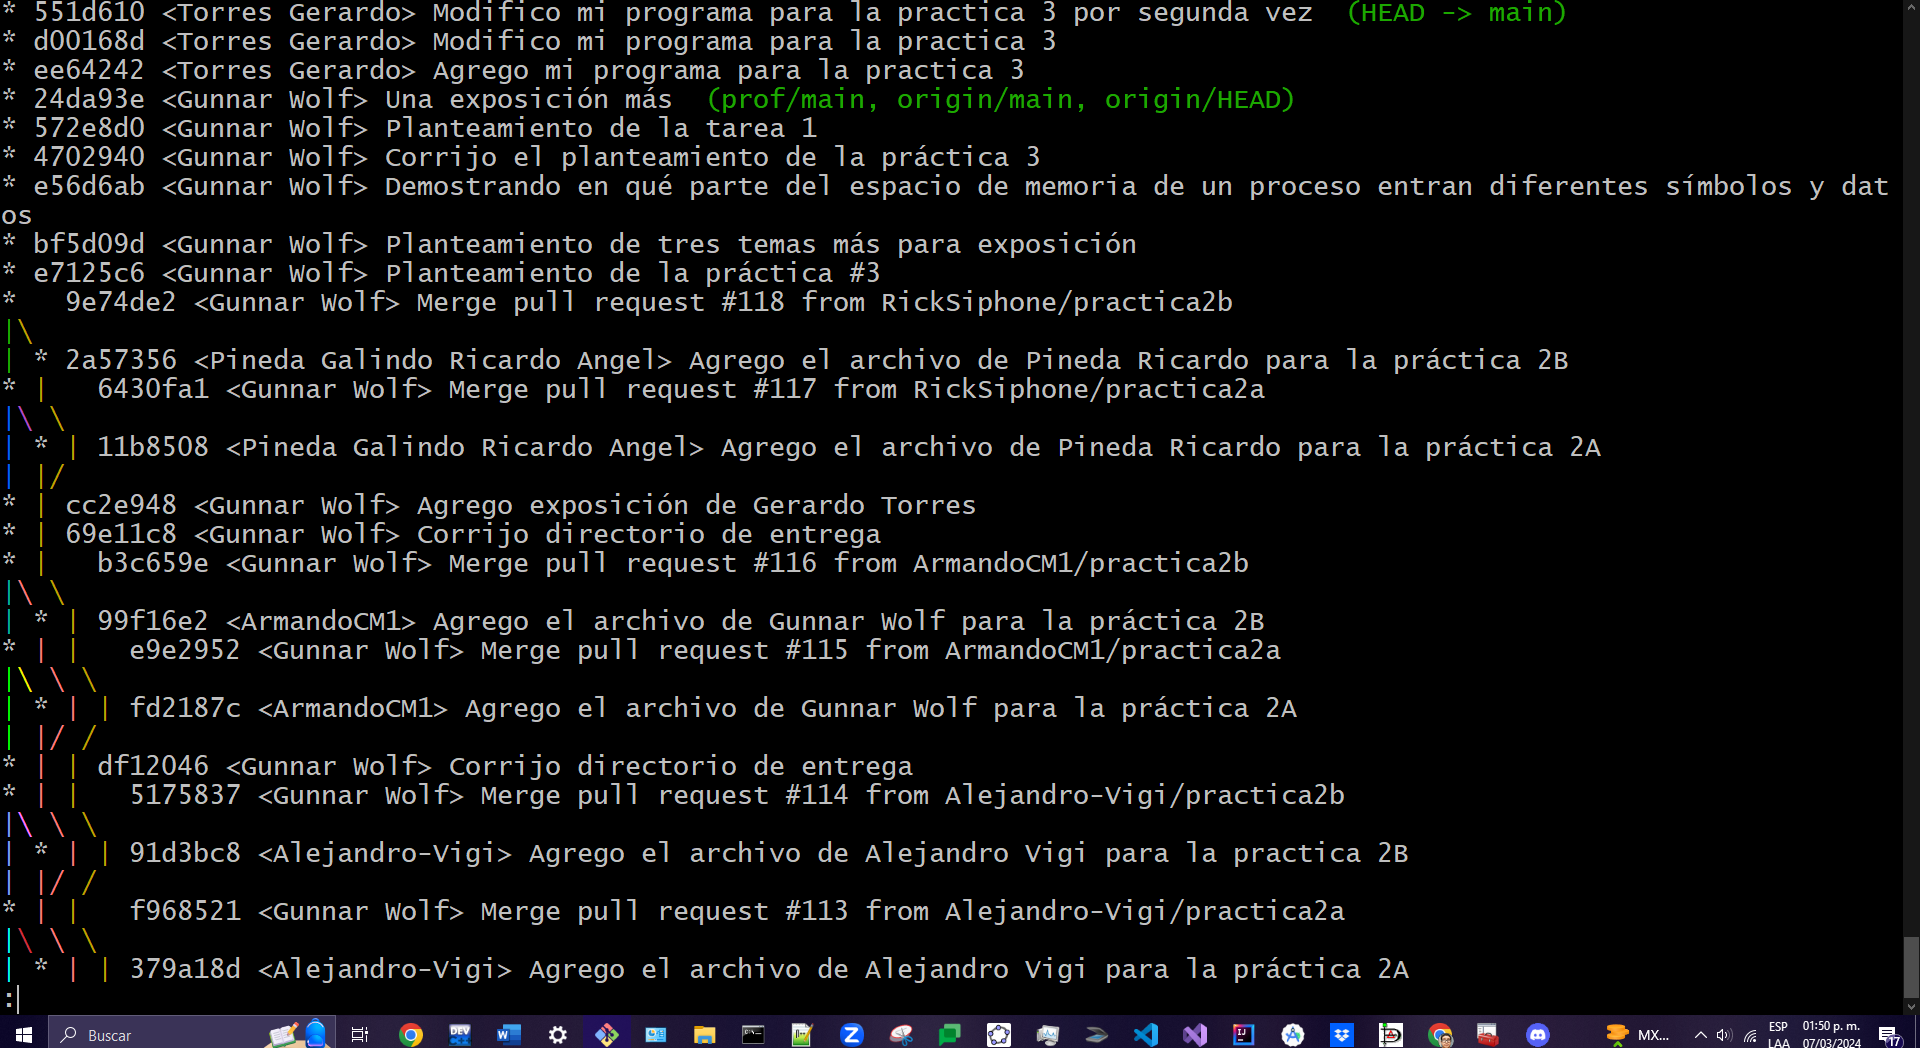 * 551d610 <Torres Gerardo> Modifico mi programa para la practica 3 por segunda vez  (HEAD -> main)
* d00168d <Torres Gerardo> Modifico mi programa para la practica 3
* ee64242 <Torres Gerardo> Agrego mi programa para la practica 3
* 24da93e <Gunnar Wolf> Una exposición más  (prof/main, origin/main, origin/HEAD)
* 572e8d0 <Gunnar Wolf> Planteamiento de la tarea 1
* 4702940 <Gunnar Wolf> Corrijo el planteamiento de la práctica 3
* e56d6ab <Gunnar Wolf> Demostrando en qué parte del espacio de memoria de un proceso entran diferentes símbolos y dat
os
* bf5d09d <Gunnar Wolf> Planteamiento de tres temas más para exposición
* e7125c6 <Gunnar Wolf> Planteamiento de la práctica #3
*   9e74de2 <Gunnar Wolf> Merge pull request #118 from RickSiphone/practica2b
|\
| * 2a57356 <Pineda Galindo Ricardo Angel> Agrego el archivo de Pineda Ricardo para la práctica 2B
* |   6430fa1 <Gunnar Wolf> Merge pull request #117 from RickSiphone/practica2a
|\ \
| * | 11b8508 <Pineda Galindo Ricardo Angel> Agrego el archivo de Pineda Ricardo para la práctica 2A
| |/
* | cc2e948 <Gunnar Wolf> Agrego exposición de Gerardo Torres
* | 69e11c8 <Gunnar Wolf> Corrijo directorio de entrega
* |   b3c659e <Gunnar Wolf> Merge pull request #116 from ArmandoCM1/practica2b
|\ \
| * | 99f16e2 <ArmandoCM1> Agrego el archivo de Gunnar Wolf para la práctica 2B
* | |   e9e2952 <Gunnar Wolf> Merge pull request #115 from ArmandoCM1/practica2a
|\ \ \
| * | | fd2187c <ArmandoCM1> Agrego el archivo de Gunnar Wolf para la práctica 2A
| |/ /
* | | df12046 <Gunnar Wolf> Corrijo directorio de entrega
* | |   5175837 <Gunnar Wolf> Merge pull request #114 from Alejandro-Vigi/practica2b
|\ \ \
| * | | 91d3bc8 <Alejandro-Vigi> Agrego el archivo de Alejandro Vigi para la practica 2B
| |/ /
* | |   f968521 <Gunnar Wolf> Merge pull request #113 from Alejandro-Vigi/practica2a
|\ \ \
| * | | 379a18d <Alejandro-Vigi> Agrego el archivo de Alejandro Vigi para la práctica 2A
:
Buscar
DEV
MX...
ESP
LAA
01:50 p. m.
07/03/2024
17